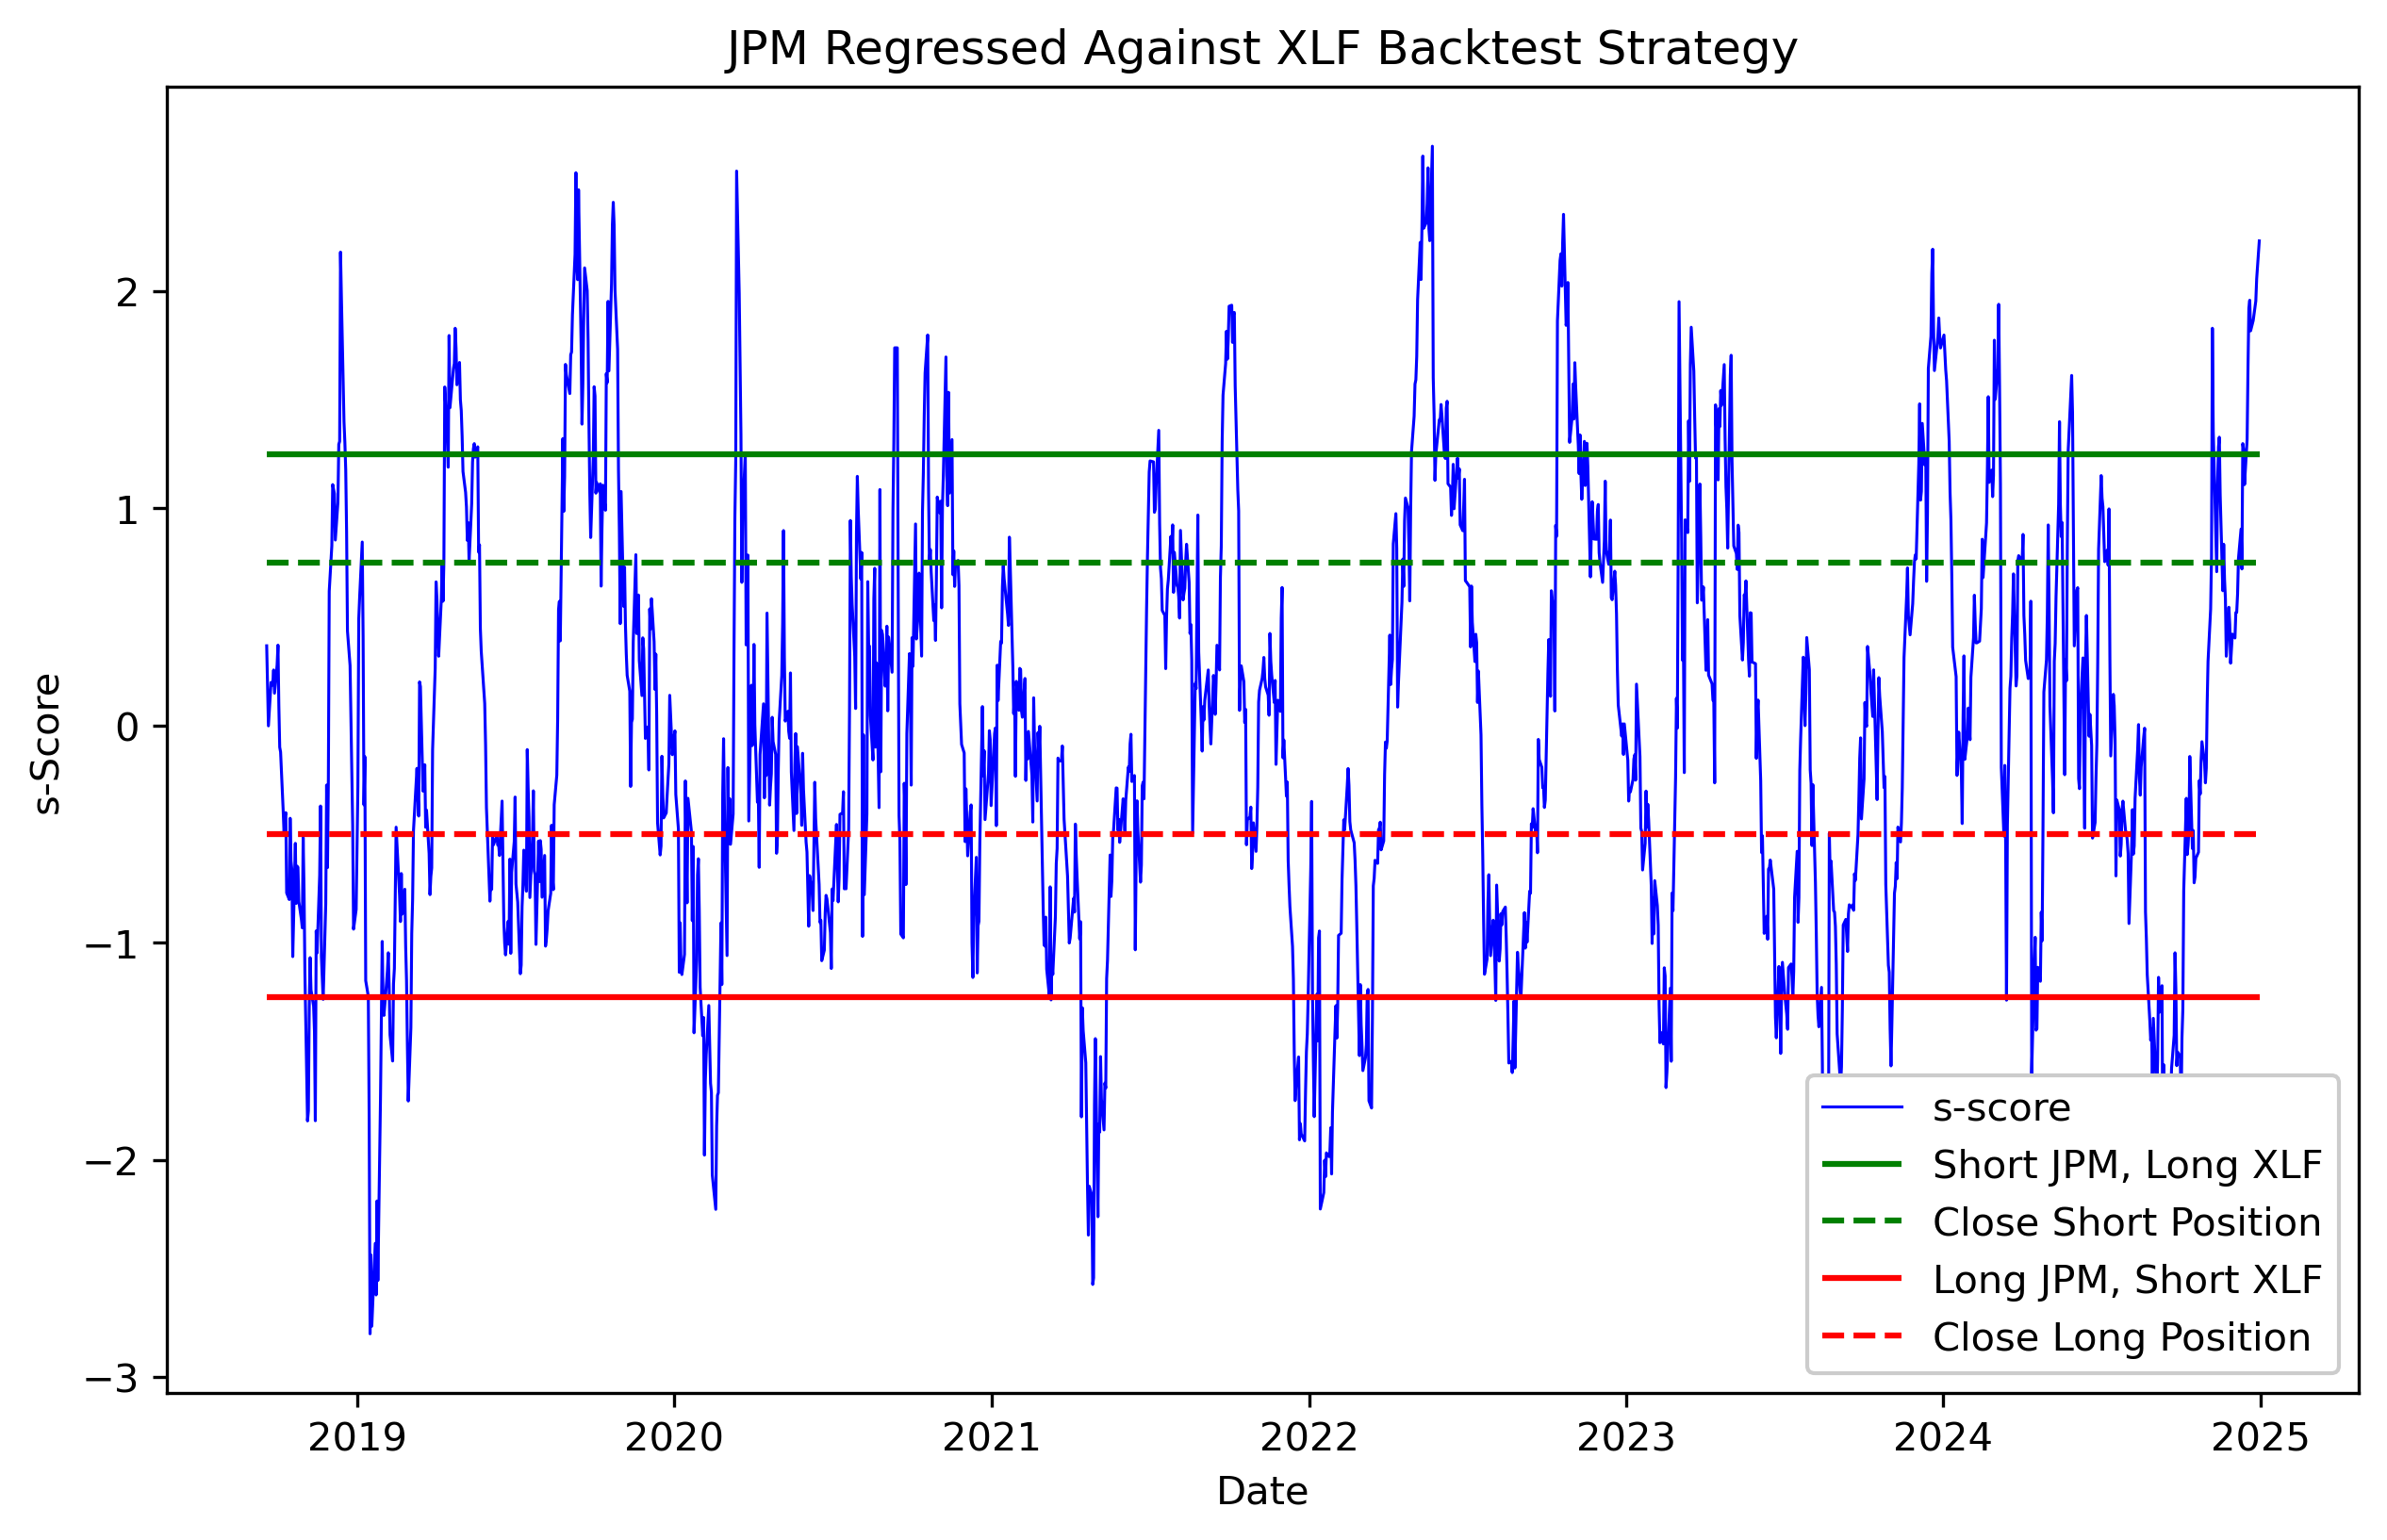 JPM Regressed Against XLF Backtest Strategy
s-Score
2
1
0
−1
−2
−3
s-score
Short JPM, Long XLF
Close Short Position
Long JPM, Short XLF
Close Long Position
2019 2020 2021 2022 2023 2024 2025
Date